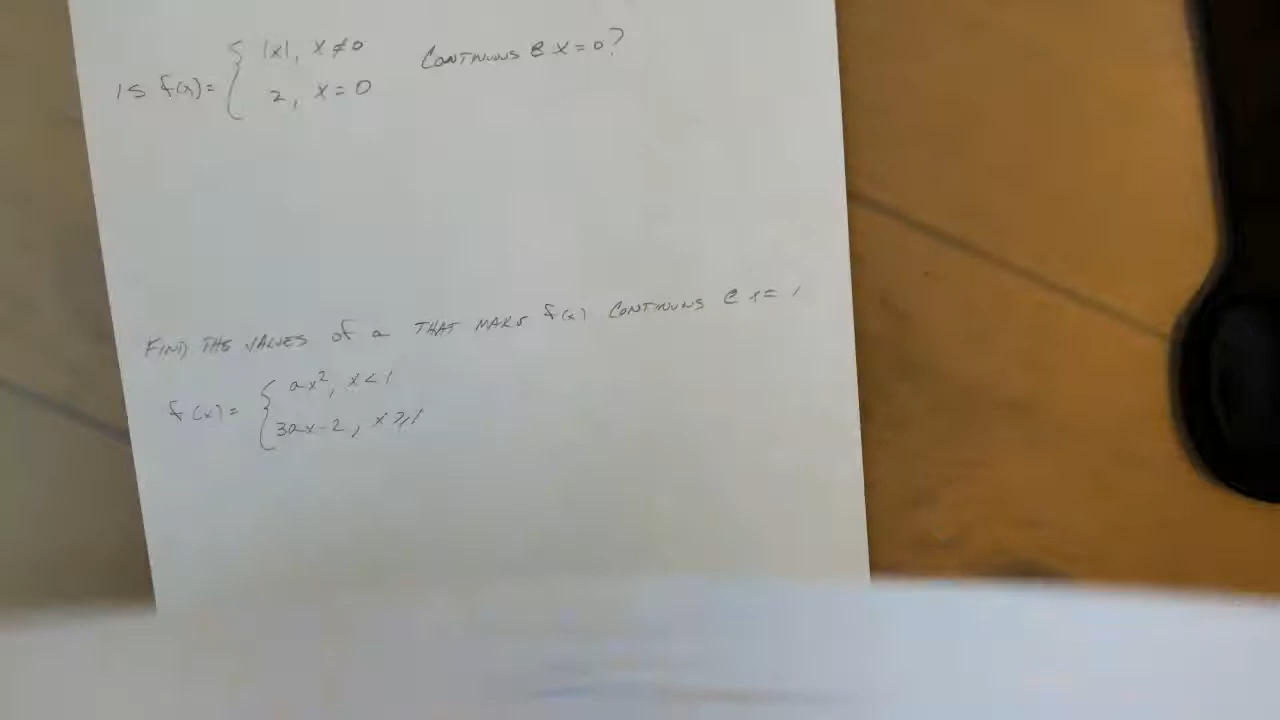 IS f(x)= { |x|, x≠0 CONTINUOUS @ x=0?
2, x=0
FIND THE VALUES of a THAT MAKE f(x) CONTINUOUS @ x=1
f(x)= { ax², x<1
3ax-2, x≥1